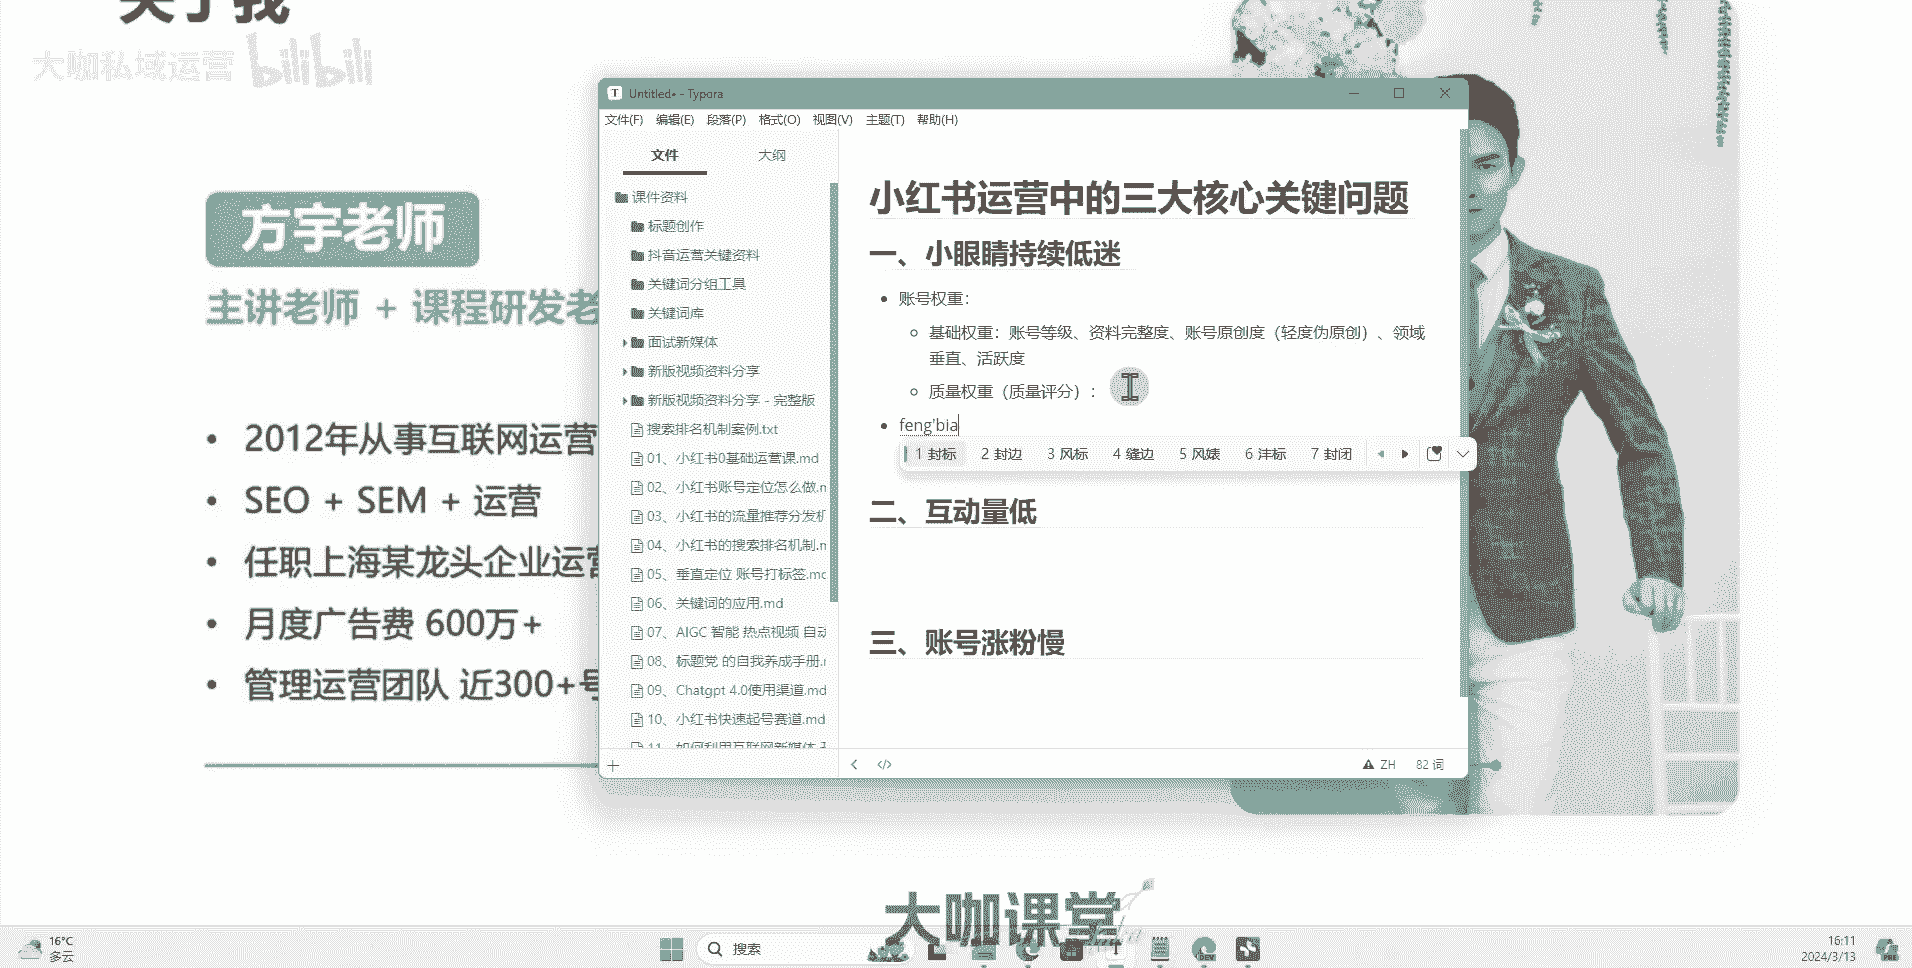 关于我
大咖私域运营 bilibili
方宇老师
主讲老师 + 课程研发老
2012年从事互联网运营
SEO + SEM + 运营
任职上海某龙头企业运营
月度广告费 600万+
管理运营团队 近300+号
Untitled• - Typora
文件(F) 编辑(E) 段落(P) 格式(O) 视图(V) 主题(T) 帮助(H)
文件 大纲
课件资料
标题创作
抖音运营关键资料
关键词分组工具
关键词库
面试新媒体
新版视频资料分享
新版视频资料分享 - 完整版
搜索排名机制案例.txt
01、小红书0基础运营课.md
02、小红书账号定位怎么做.m
03、小红书的流量推荐分发机
04、小红书的搜索排名机制.m
05、垂直定位 账号打标签.md
06、关键词的应用.md
07、AIGC 智能 热点视频 自动
08、标题党 的自我养成手册.m
09、Chatgpt 4.0使用渠道.md
10、小红书快速起号赛道.md
11、如何利用互联网新媒体
小红书运营中的三大核心关键问题
一、小眼睛持续低迷
账号权重：
基础权重：账号等级、资料完整度、账号原创度（轻度伪原创）、领域
垂直、活跃度
质量权重（质量评分）：
feng'bia
1 封标 2 封边 3 风标 4 缝边 5 风婊 6 沣标 7 封闭
二、互动量低
三、账号涨粉慢
ZH 82 词
大咖课堂
16°C
多云
搜索
16:11
2024/3/13